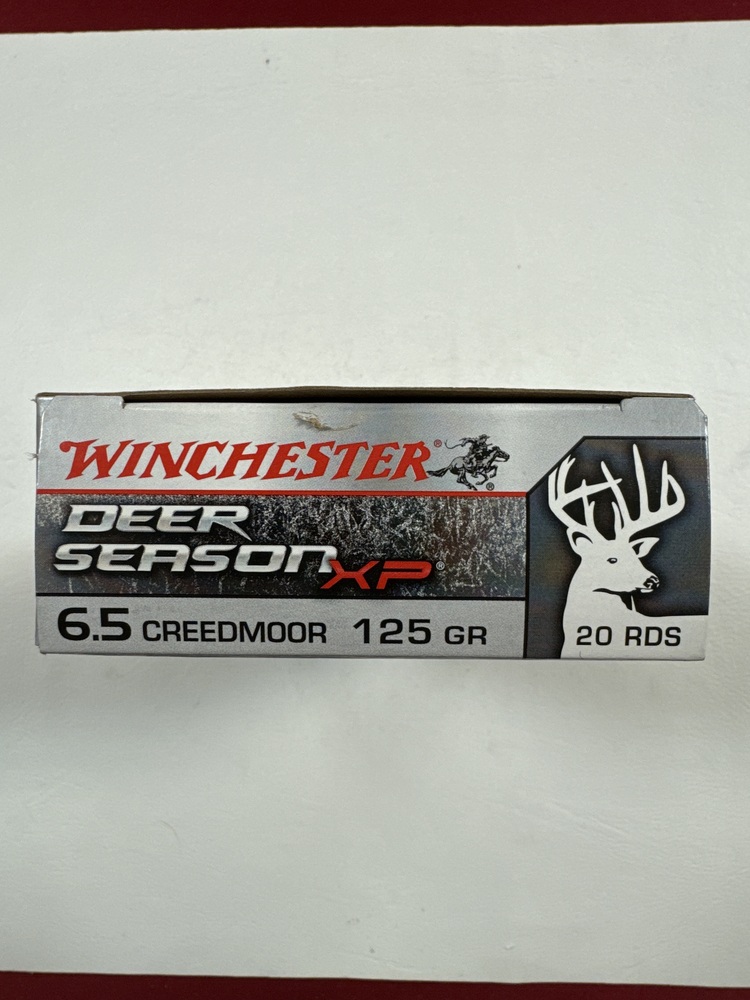 WINCHESTER®
®
DEER
SEASON XP®
6.5 CREEDMOOR 125 GR
20 RDS